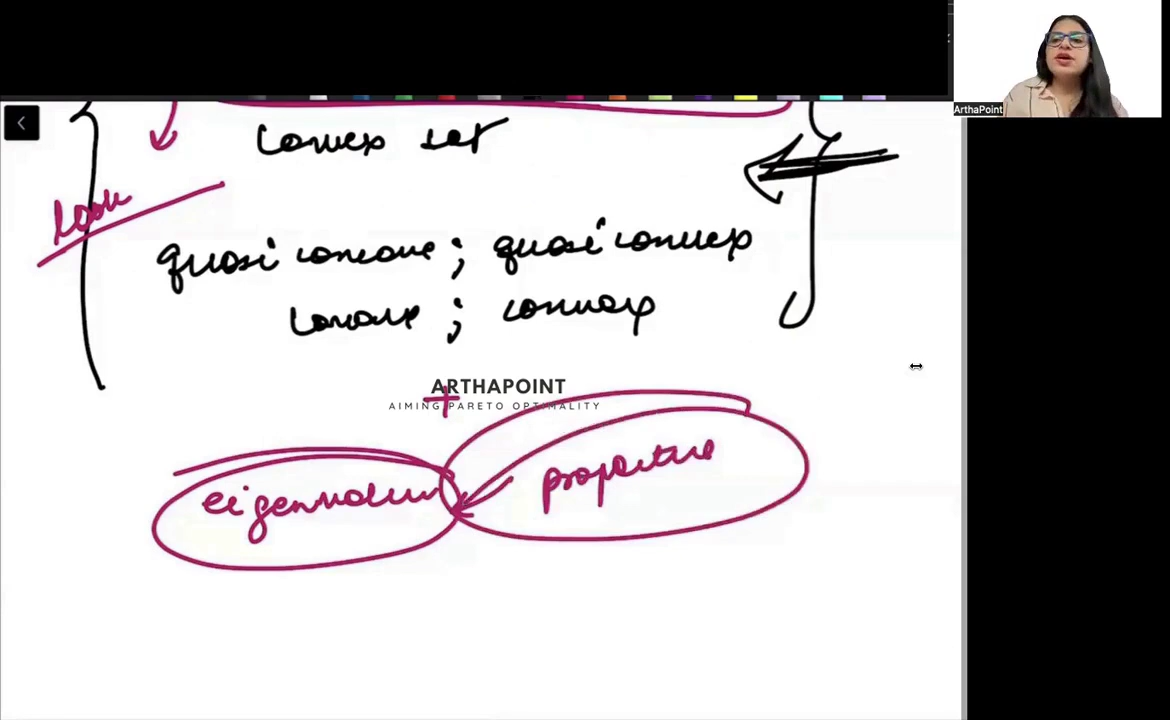 ArthaPoint
convex set
look
quasi concave ; quasi convex
concave ; convex
ARTHAPOINT
AIMING PARETO OPTIMALITY
+
eigenvalues properties